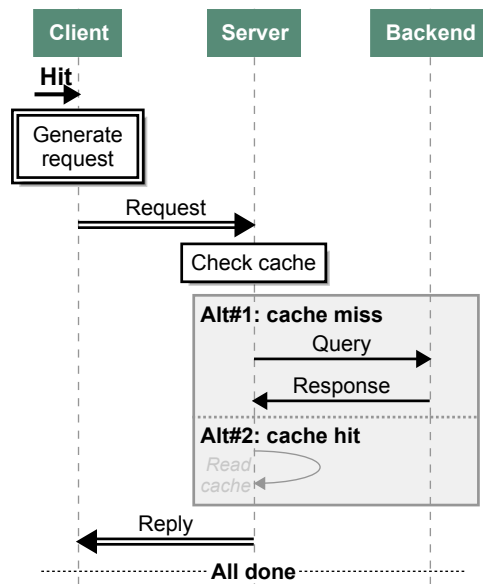 Client
Server
Backend
Hit
Generate
request
Request
Check cache
Alt#1: cache miss
Query
Response
Alt#2: cache hit
Read
cache
Reply
All done